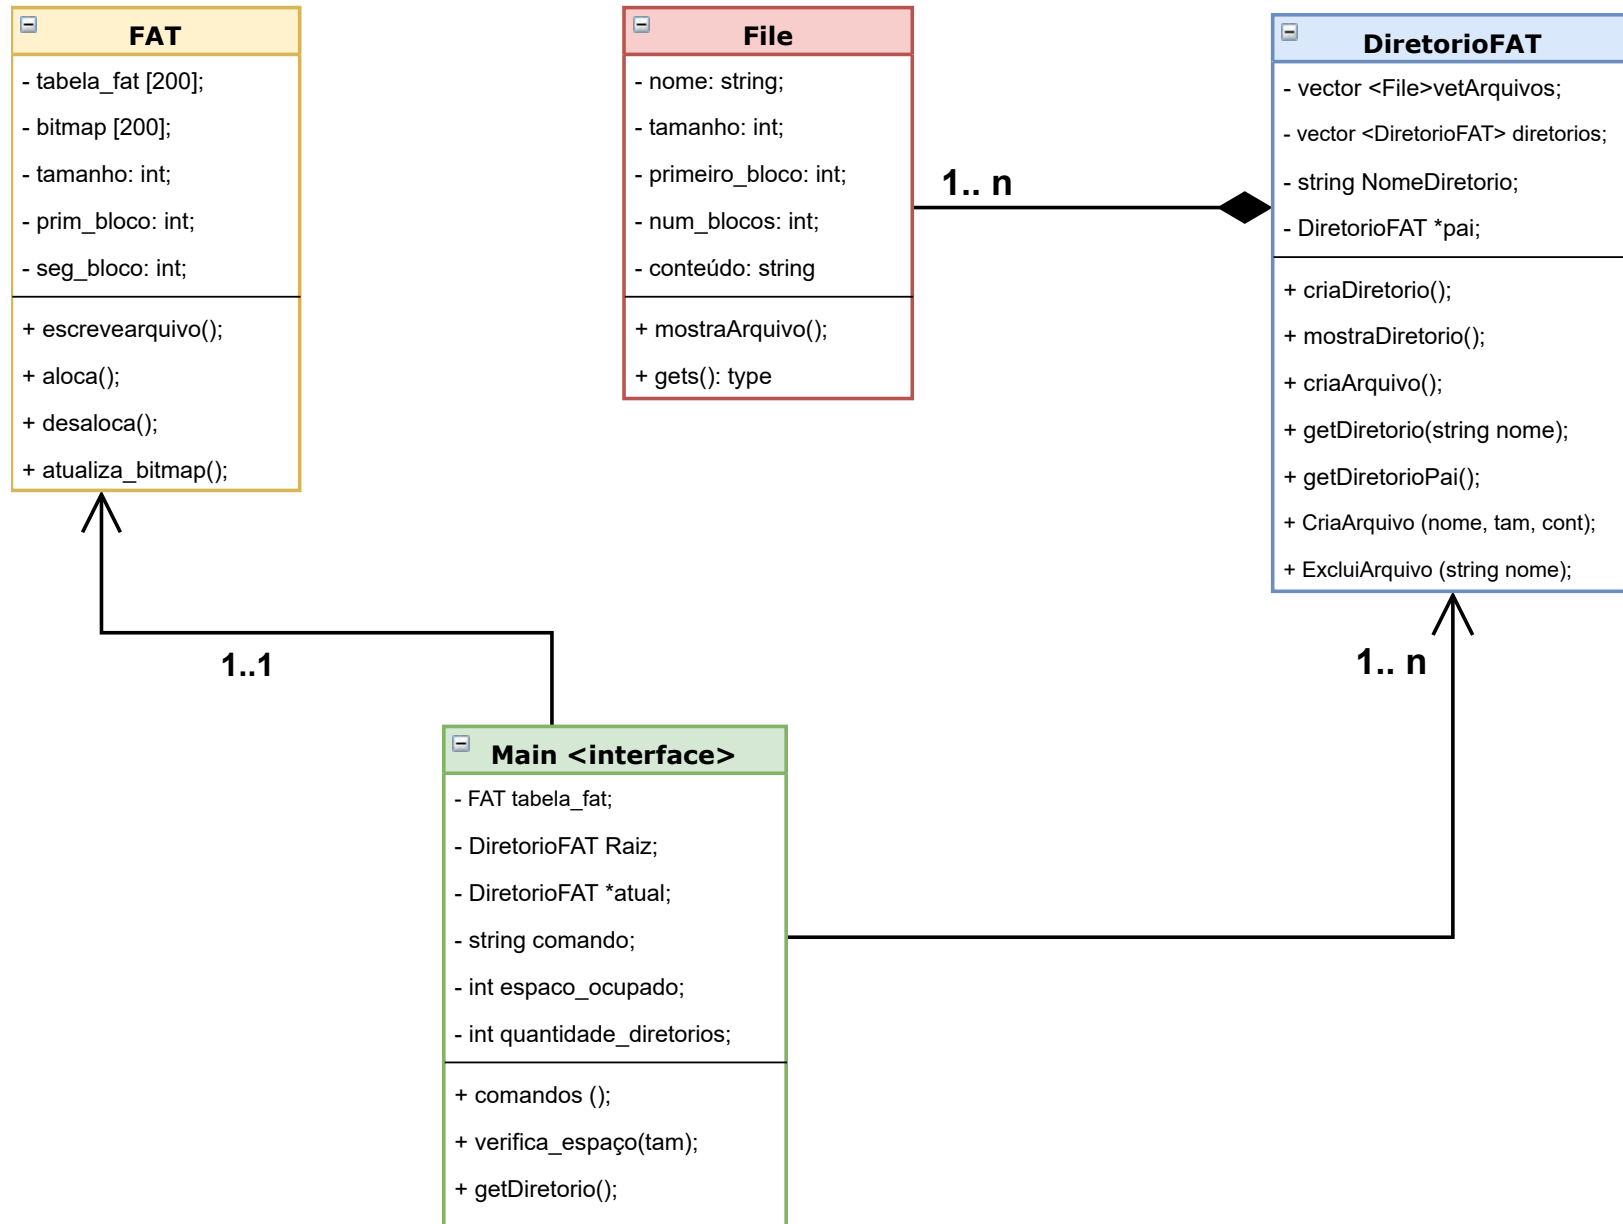 FAT
- tabela_fat [200];
- bitmap [200];
- tamanho: int;
- prim_bloco: int;
- seg_bloco: int;
+ escrevearquivo();
+ aloca();
+ desaloca();
+ atualiza_bitmap();
File
- nome: string;
- tamanho: int;
- primeiro_bloco: int;
- num_blocos: int;
- conteúdo: string
+ mostraArquivo();
+ gets(): type
1.. n
DiretorioFAT
- vector <File>vetArquivos;
- vector <DiretorioFAT> diretorios;
- string NomeDiretorio;
- DiretorioFAT *pai;
+ criaDiretorio();
+ mostraDiretorio();
+ criaArquivo();
+ getDiretorio(string nome);
+ getDiretorioPai();
+ CriaArquivo (nome, tam, cont);
+ ExcluiArquivo (string nome);
1..1
1.. n
Main <interface>
- FAT tabela_fat;
- DiretorioFAT Raiz;
- DiretorioFAT *atual;
- string comando;
- int espaco_ocupado;
- int quantidade_diretorios;
+ comandos ();
+ verifica_espaço(tam);
+ getDiretorio();